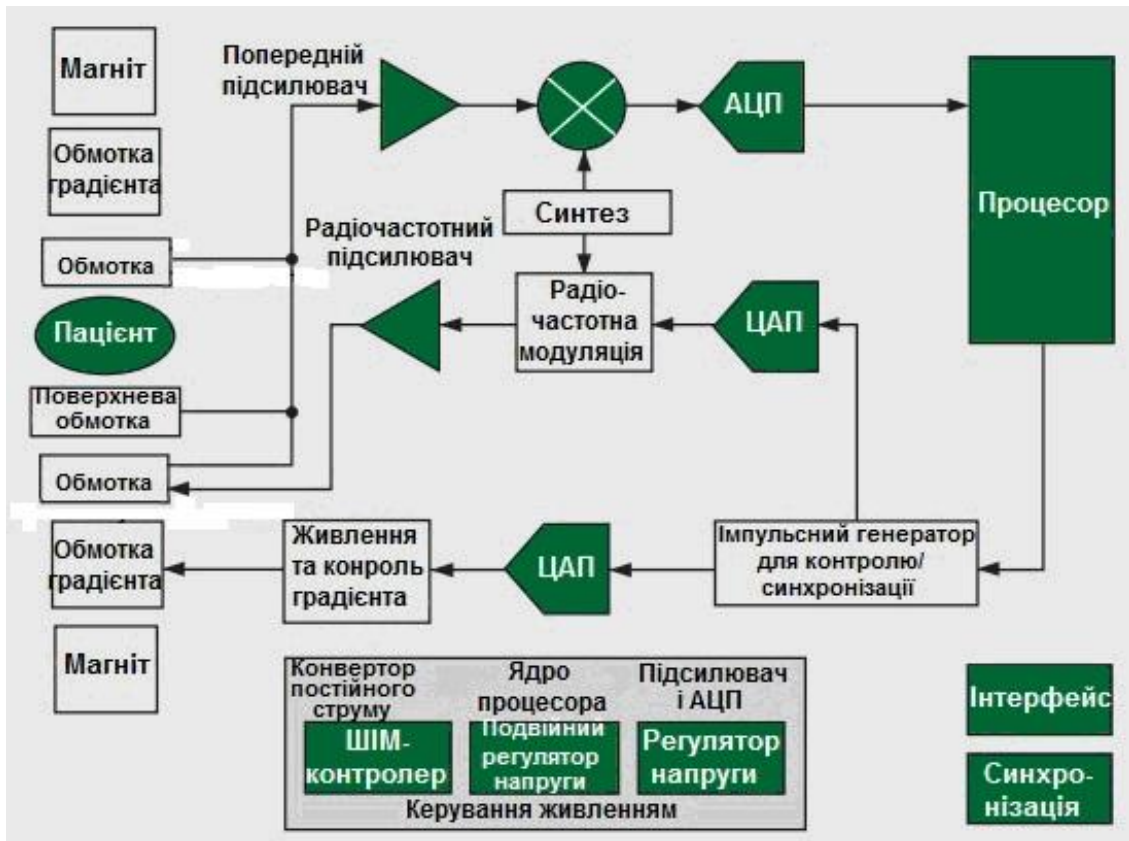 Магніт
Обмотка
градієнта
Обмотка
Пацієнт
Поверхнева
обмотка
Обмотка
Обмотка
градієнта
Магніт
Попередній
підсилювач
АЦП
Процесор
Синтез
Радіочастотний
підсилювач
Радіо-
частотна
модуляція
ЦАП
Живлення
та конроль
градієнта
ЦАП
Імпульсний генератор
для контролю/
синхронізації
Конвертор
постійного
струму
ШІМ-
контролер
Ядро
процесора
Подвійний
регулятор
напруги
Підсилювач
і АЦП
Регулятор
напруги
Керування живленням
Інтерфейс
Синхро-
нізація